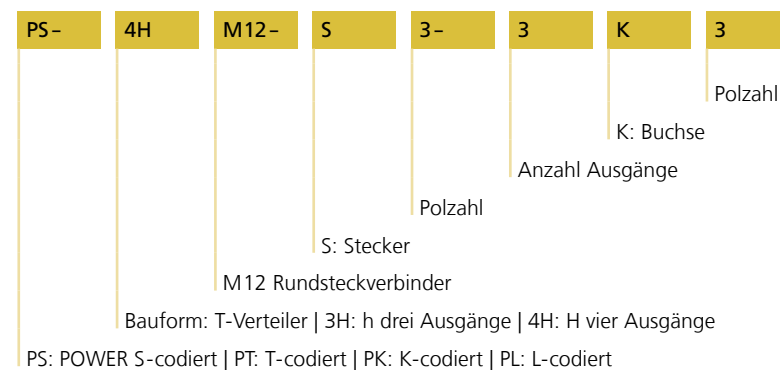 PS- 4H M12- S 3- 3 K 3
Polzahl
K: Buchse
Anzahl Ausgänge
Polzahl
S: Stecker
M12 Rundsteckverbinder
Bauform: T-Verteiler | 3H: h drei Ausgänge | 4H: H vier Ausgänge
PS: POWER S-codiert | PT: T-codiert | PK: K-codiert | PL: L-codiert